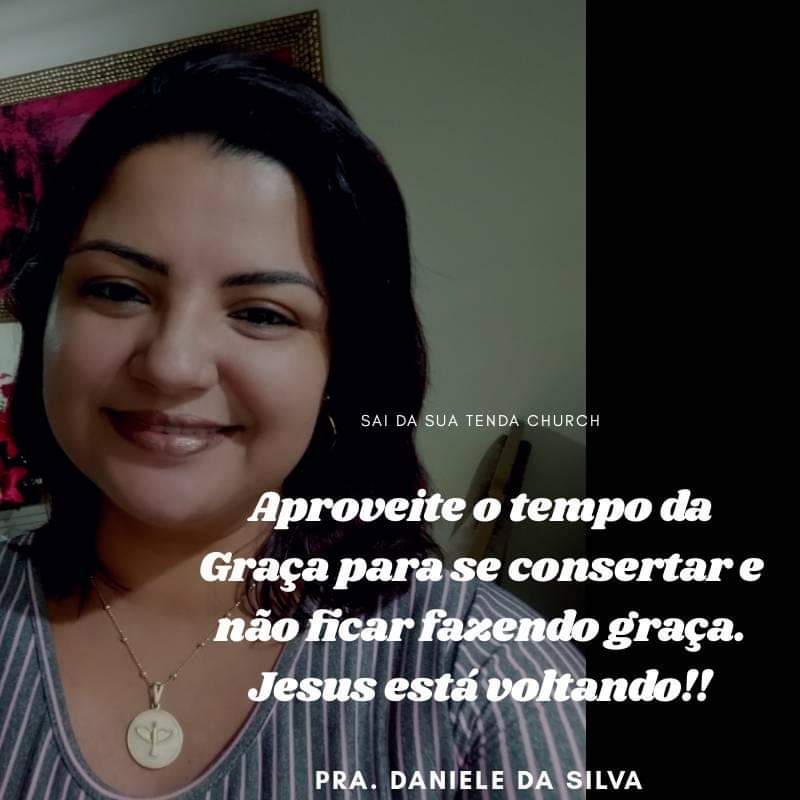 SAI DA SUA TENDA CHURCH
Aproveite o tempo da
Graça para se consertar e
não ficar fazendo graça.
Jesus está voltando!!
PRA. DANIELE DA SILVA